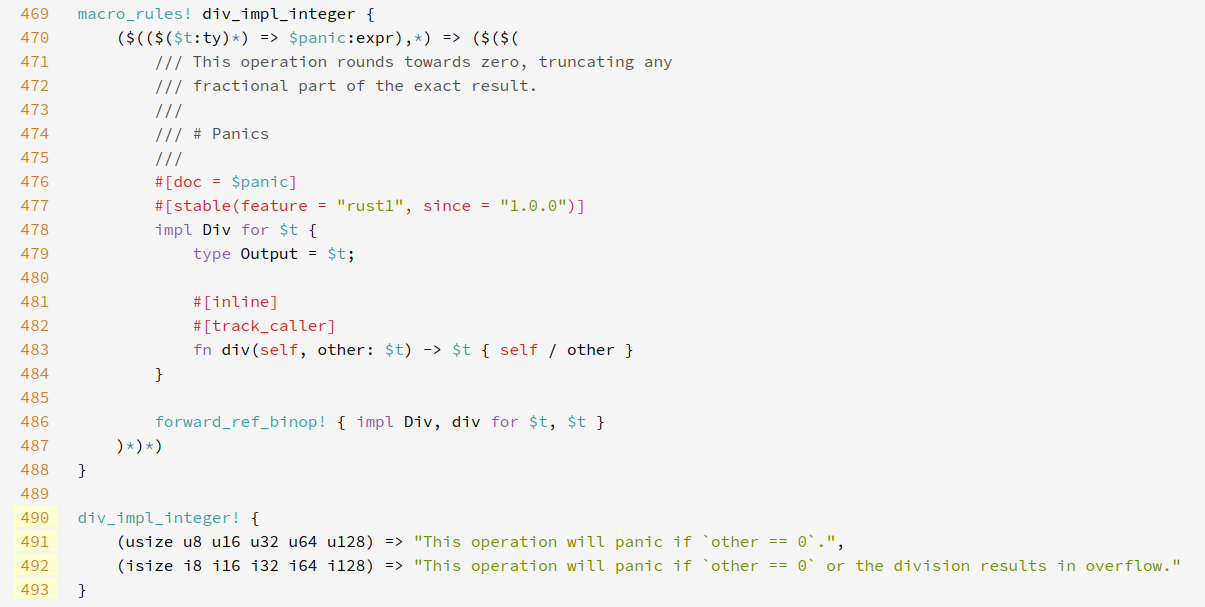 469 macro_rules! div_impl_integer {
470     ($(($($t:ty)*) => $panic:expr),*) => ($($(
471         /// This operation rounds towards zero, truncating any
472         /// fractional part of the exact result.
473         ///
474         /// # Panics
475         ///
476         #[doc = $panic]
477         #[stable(feature = "rust1", since = "1.0.0")]
478         impl Div for $t {
479             type Output = $t;
480
481             #[inline]
482             #[track_caller]
483             fn div(self, other: $t) -> $t { self / other }
484         }
485
486         forward_ref_binop! { impl Div, div for $t, $t }
487     )*)*)
488 }
489
490 div_impl_integer! {
491     (usize u8 u16 u32 u64 u128) => "This operation will panic if `other == 0`.",
492     (isize i8 i16 i32 i64 i128) => "This operation will panic if `other == 0` or the division results in overflow."
493 }